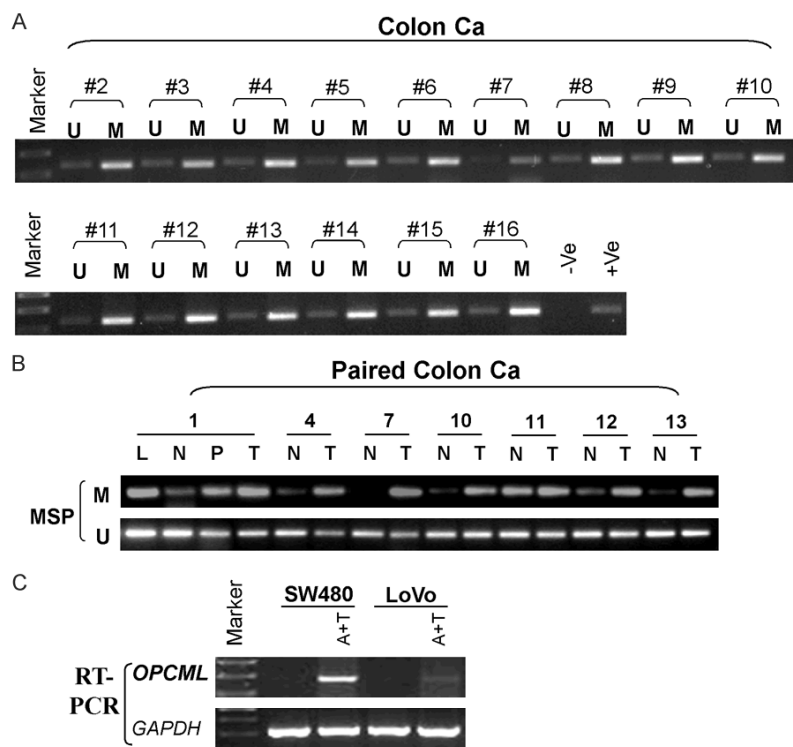 A
Colon Ca
Marker
#2 #3 #4 #5 #6 #7 #8 #9 #10
U M U M U M U M U M U M U M U M U M
Marker
#11 #12 #13 #14 #15 #16 -Ve +Ve
U M U M U M U M U M U M
B
Paired Colon Ca
1 4 7 10 11 12 13
L N P T N T N T N T N T N T N T
MSP
M
U
C
Marker
SW480 LoVo
A+T A+T
RT-
PCR
OPCML
GAPDH